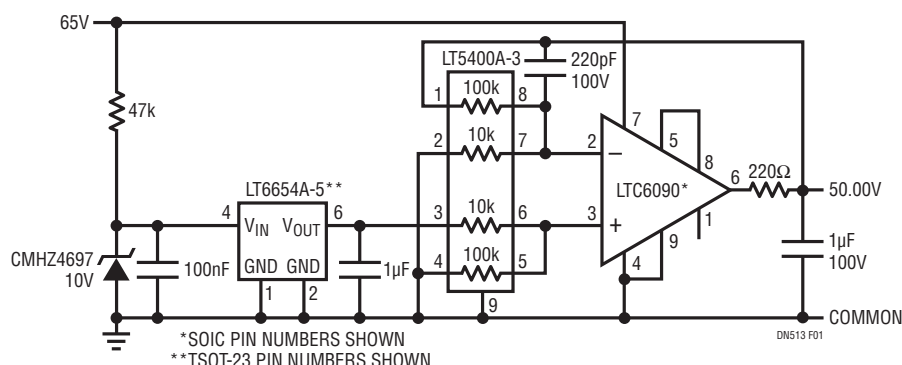 65V
LT5400A-3
220pF
100V
1
100k
8
7
47k
2
10k
7
2
5
8
6
220Ω
LT6654A-5**
LTC6090*
50.00V
4
VIN
VOUT
6
3
10k
6
3
1
CMHZ4697
10V
100nF
GND
GND
1µF
4
100k
5
4
9
1µF
100V
1
2
9
COMMON
*SOIC PIN NUMBERS SHOWN
**TSOT-23 PIN NUMBERS SHOWN
DN513 F01